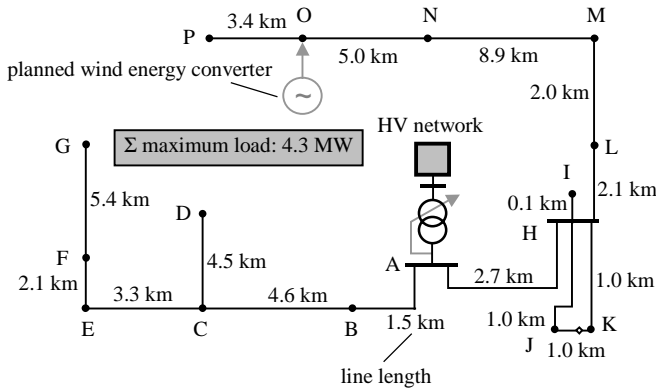 3.4 km
O
N
M
P
5.0 km
8.9 km
planned wind energy converter
~
2.0 km
HV network
G
Σ maximum load: 4.3 MW
L
I
5.4 km
D
0.1 km
2.1 km
H
F
A
4.5 km
2.7 km
1.0 km
2.1 km
3.3 km
4.6 km
E
C
B
1.5 km
1.0 km
K
J
1.0 km
line length